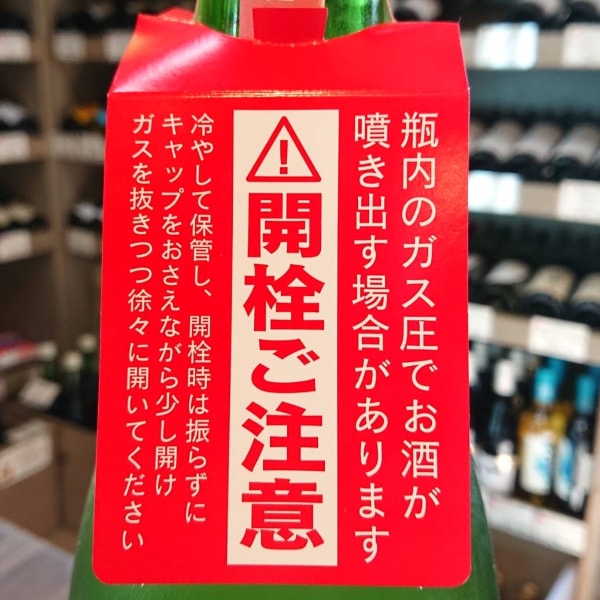 瓶内のガス圧でお酒が
噴き出す場合があります
開栓ご注意
冷やして保管し、開栓時は振らずに
キャップをおさえながら少し開け
ガスを抜きつつ徐々に開いてください